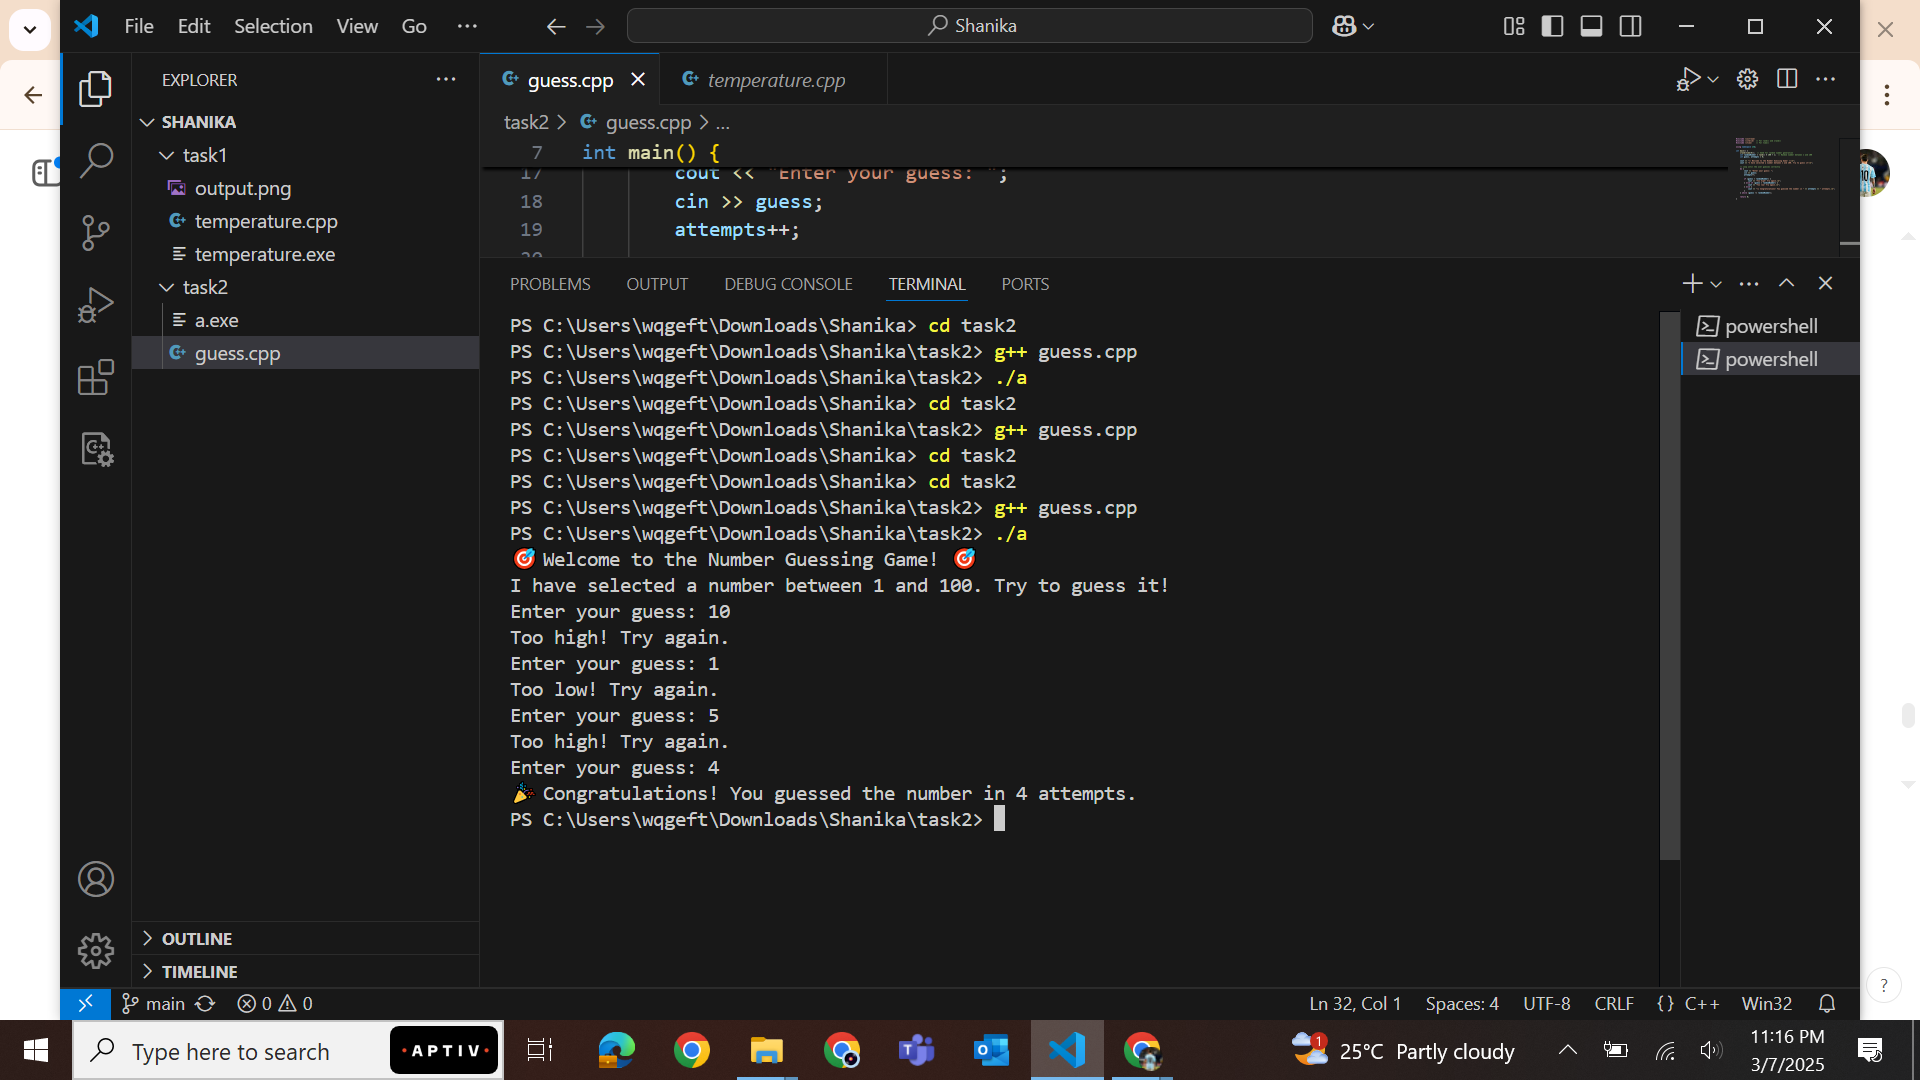 File Edit Selection View Go ··· Shanika
EXPLORER ···
SHANIKA
task1
output.png
temperature.cpp
temperature.exe
task2
a.exe
guess.cpp
OUTLINE
TIMELINE
guess.cpp temperature.cpp
task2 > guess.cpp > ...
7 int main() {
17 cout << "Enter your guess: ";
18 cin >> guess;
19 attempts++;
20
PROBLEMS OUTPUT DEBUG CONSOLE TERMINAL PORTS
PS C:\Users\wqgeft\Downloads\Shanika> cd task2
PS C:\Users\wqgeft\Downloads\Shanika\task2> g++ guess.cpp
PS C:\Users\wqgeft\Downloads\Shanika\task2> ./a
PS C:\Users\wqgeft\Downloads\Shanika> cd task2
PS C:\Users\wqgeft\Downloads\Shanika\task2> g++ guess.cpp
PS C:\Users\wqgeft\Downloads\Shanika> cd task2
PS C:\Users\wqgeft\Downloads\Shanika> cd task2
PS C:\Users\wqgeft\Downloads\Shanika\task2> g++ guess.cpp
PS C:\Users\wqgeft\Downloads\Shanika\task2> ./a
🎯 Welcome to the Number Guessing Game! 🎯
I have selected a number between 1 and 100. Try to guess it!
Enter your guess: 10
Too high! Try again.
Enter your guess: 1
Too low! Try again.
Enter your guess: 5
Too high! Try again.
Enter your guess: 4
🎉 Congratulations! You guessed the number in 4 attempts.
PS C:\Users\wqgeft\Downloads\Shanika\task2>
powershell
powershell
main 0 0 Ln 32, Col 1 Spaces: 4 UTF-8 CRLF {} C++ Win32
Type here to search ·APTIV· 1 25°C Partly cloudy 11:16 PM
3/7/2025